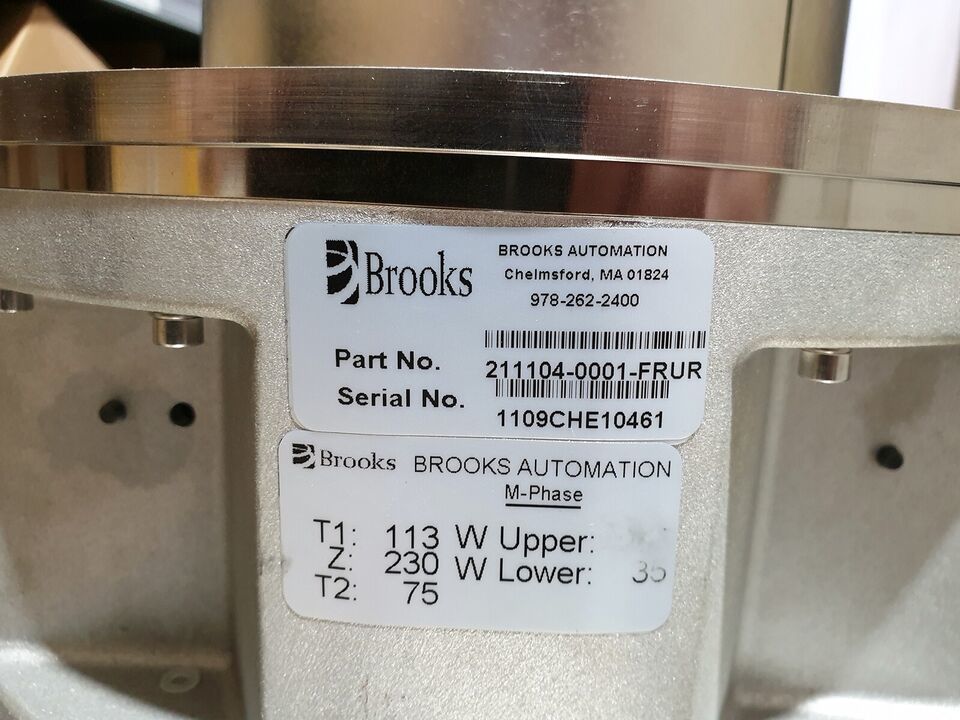 Brooks
BROOKS AUTOMATION
Chelmsford, MA 01824
978-262-2400
Part No. 211104-0001-FRUR
Serial No. 1109CHE10461
Brooks BROOKS AUTOMATION
M-Phase
T1: 113 W Upper:
Z: 230 W Lower: 35
T2: 75